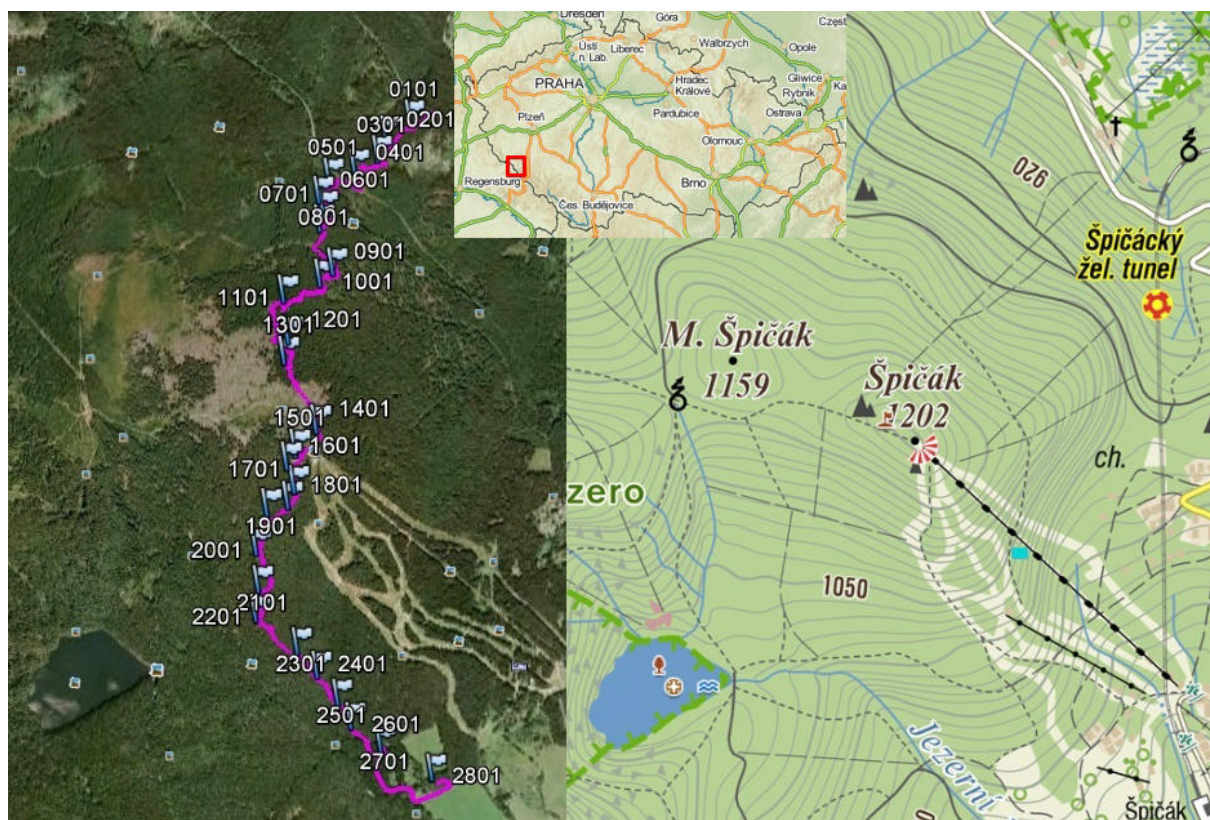 0101
0201
0301
0401
0501
0601
0701
0801
0901
1001
1101
1201
1301
1401
1501
1601
1701
1801
1901
2001
2101
2201
2301
2401
2501
2601
2701
2801
Dresden
Góra
Ústí
n. Lab.
Liberec
Walbrzych
Opole
Gliwice
Rybnik
PRAHA
Hradec
Králové
Pardubice
Ostrava
Plzeň
Olomouc
Regensburg
Brno
Čes. Budějovice
920
Špičácký
žel. tunel
M. Špičák
1159
Špičák
1202
ch.
zero
1050
Jezerní
Špičák